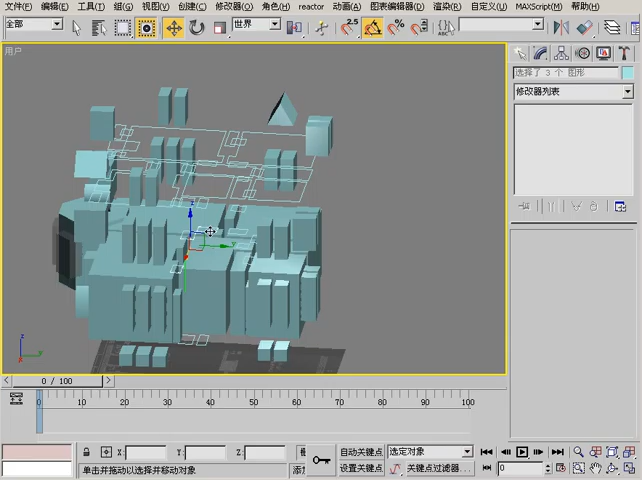 文件(F) 编辑(E) 工具(T) 组(G) 视图(V) 创建(C) 修改器(O) 角色(H) reactor 动画(A) 图表编辑器(D) 渲染(R) 自定义(U) MAXScript(M) 帮助(H)
全部 世界 2.5
用户
选择了 3 个 图形
修改器列表
z
y
z
y
0 / 100
0 10 20 30 40 50 60 70 80 90 100
X: Y: Z: 自动关键点 选定对象
单击并拖动以选择并移动对象 设置关键点 关键点过滤器... 0